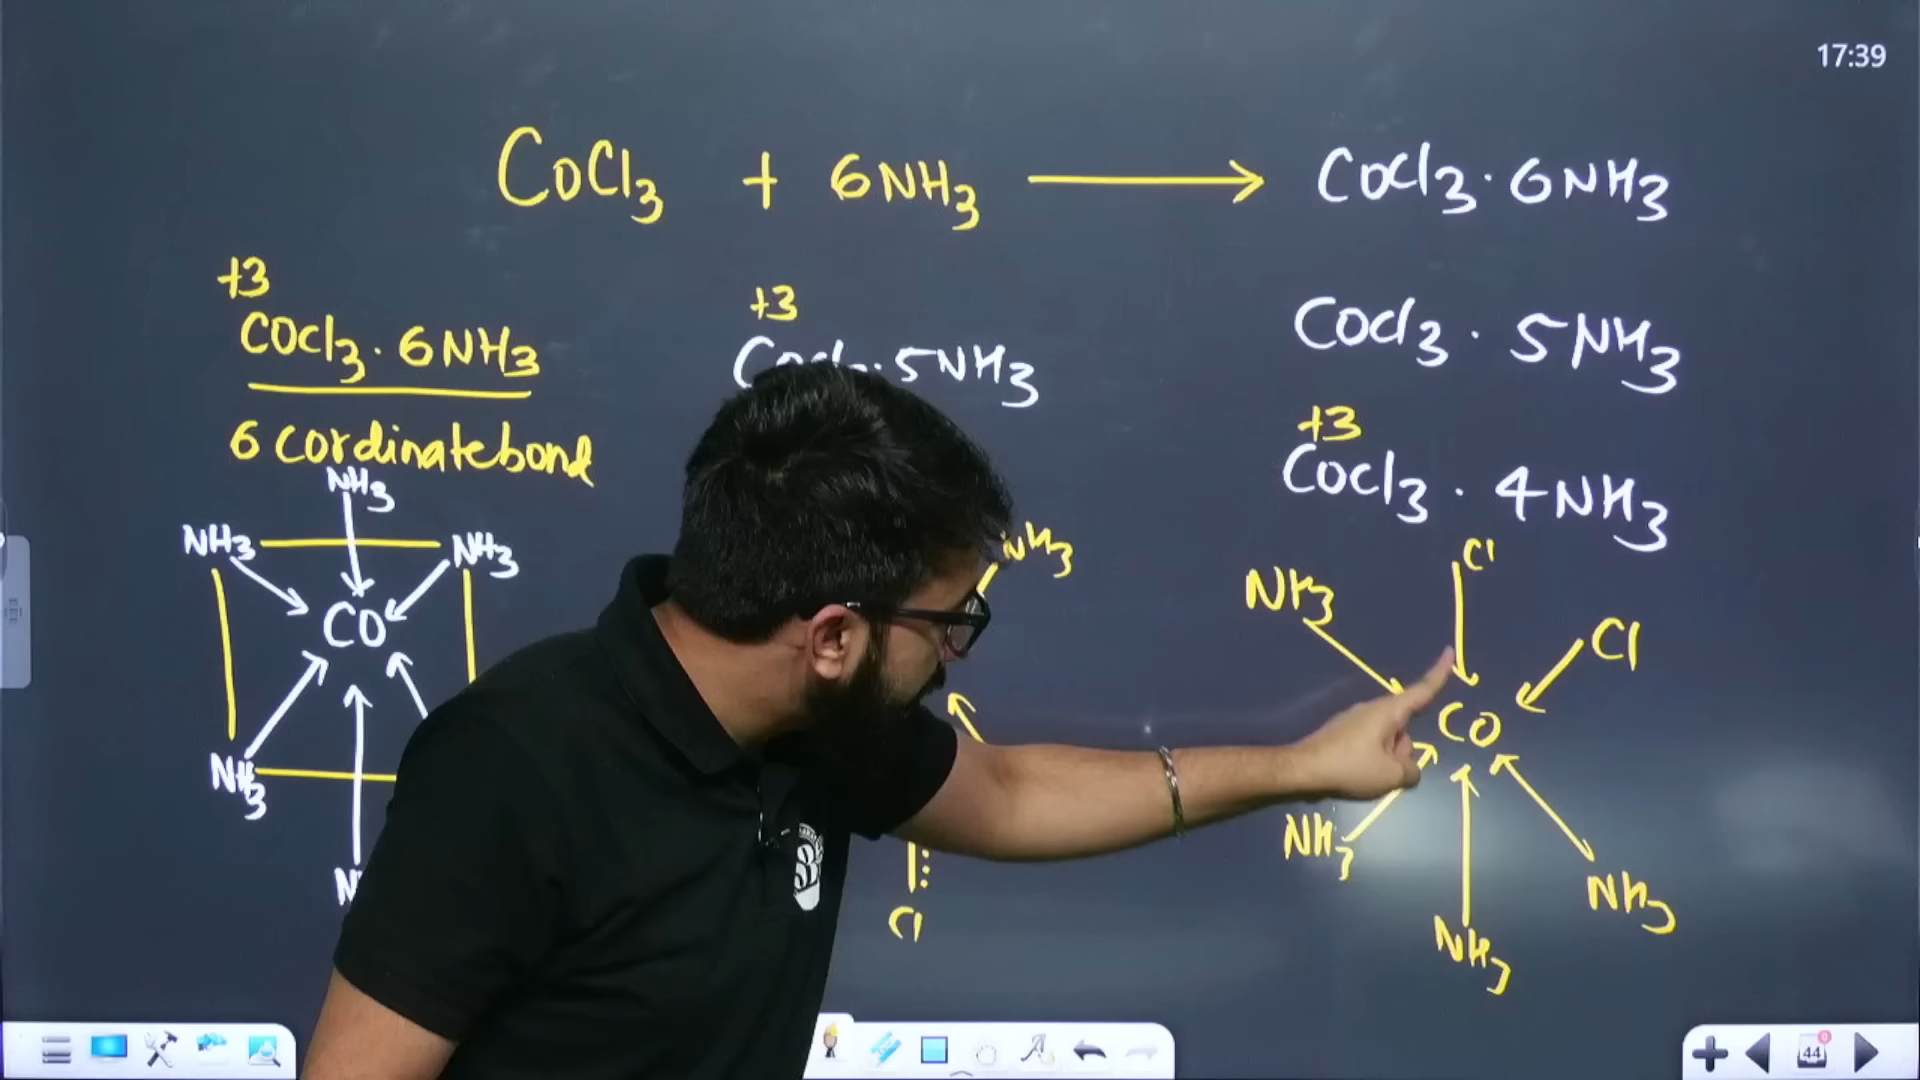 17:39
CoCl3 + 6NH3 → CoCl3 · 6NH3
+3
COCl3 · 6NH3
6 cordinatebond
+3
· 5NH3
CoCl3 · 5NH3
+3
CoCl3 · 4NH3
NH3
NH3
NH3
CO
NH3
NH3
Cl
Cl
NH3
Cl
CO
NH3
NH3
NH3
44